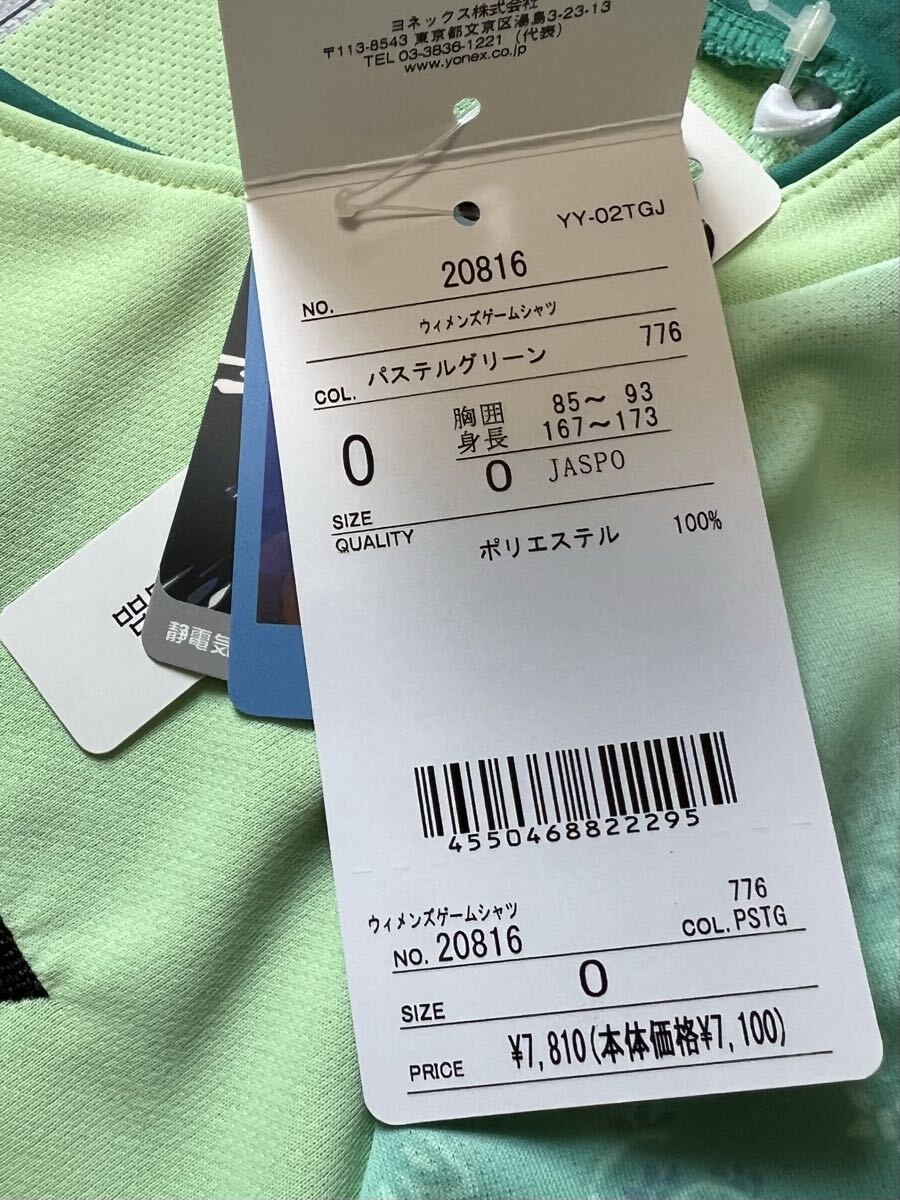 ヨネックス株式会社
〒113-8543 東京都文京区湯島3-23-13
TEL 03-3836-1221 (代表)
www.yonex.co.jp
YY-02TGJ
NO. 20816
ウィメンズゲームシャツ
COL. パステルグリーン 776
0 胸囲 85〜 93
身長 167〜173
SIZE 0 JASPO
QUALITY ポリエステル 100%
静電気
4550468822295
ウィメンズゲームシャツ 776
NO. 20816 COL. PSTG
SIZE 0
PRICE ¥7,810(本体価格¥7,100)